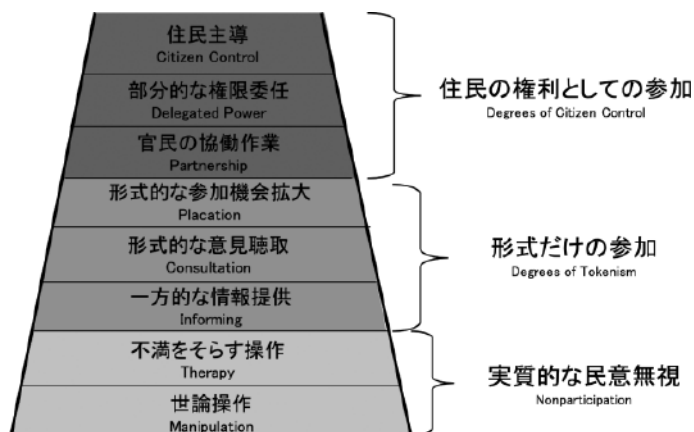 住民主導
Citizen Control
部分的な権限委任
Delegated Power
官民の協働作業
Partnership
住民の権利としての参加
Degrees of Citizen Control
形式的な参加機会拡大
Placation
形式的な意見聴取
Consultation
一方的な情報提供
Informing
形式だけの参加
Degrees of Tokenism
不満をそらす操作
Therapy
世論操作
Manipulation
実質的な民意無視
Nonparticipation